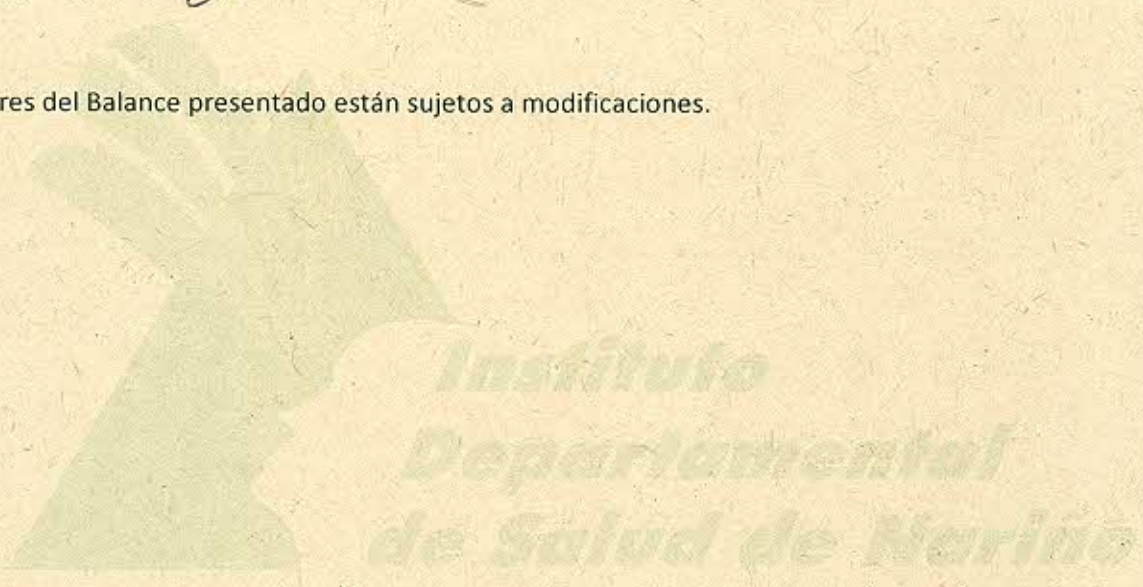 res del Balance presentado están sujetos a modificaciones.
Instituto
Departamental
de Salud de Nariño